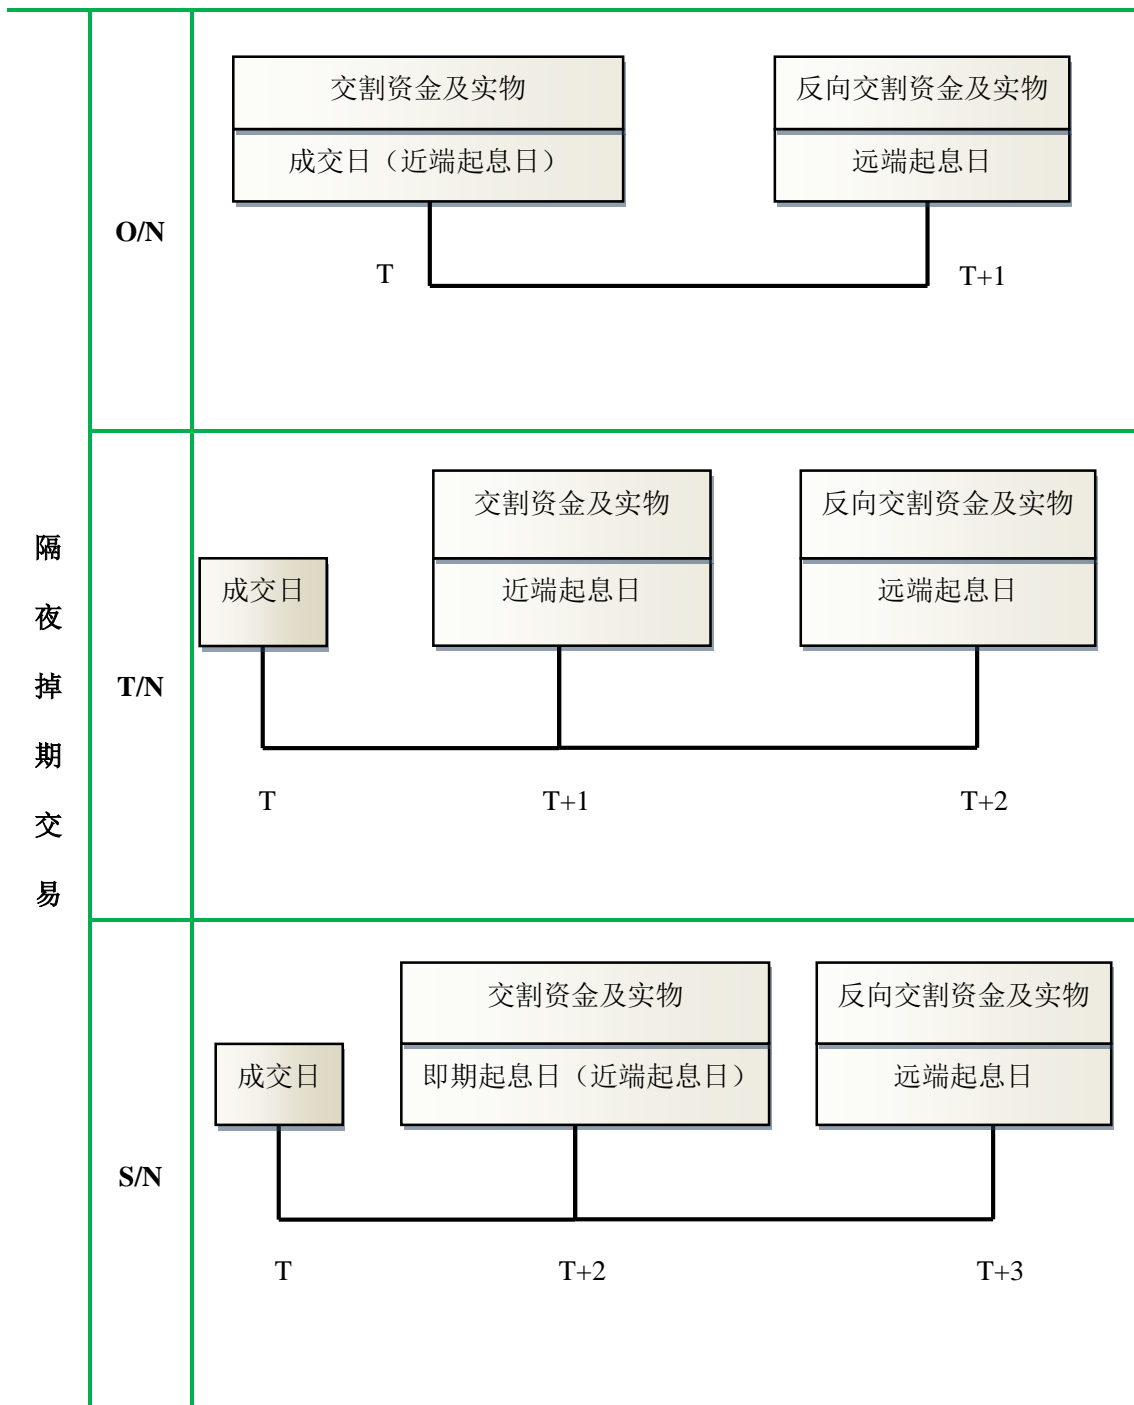 隔
夜
掉
期
交
易
O/N
交割资金及实物
成交日（近端起息日）
反向交割资金及实物
远端起息日
T
T+1
T/N
成交日
交割资金及实物
近端起息日
反向交割资金及实物
远端起息日
T
T+1
T+2
S/N
成交日
交割资金及实物
即期起息日（近端起息日）
反向交割资金及实物
远端起息日
T
T+2
T+3